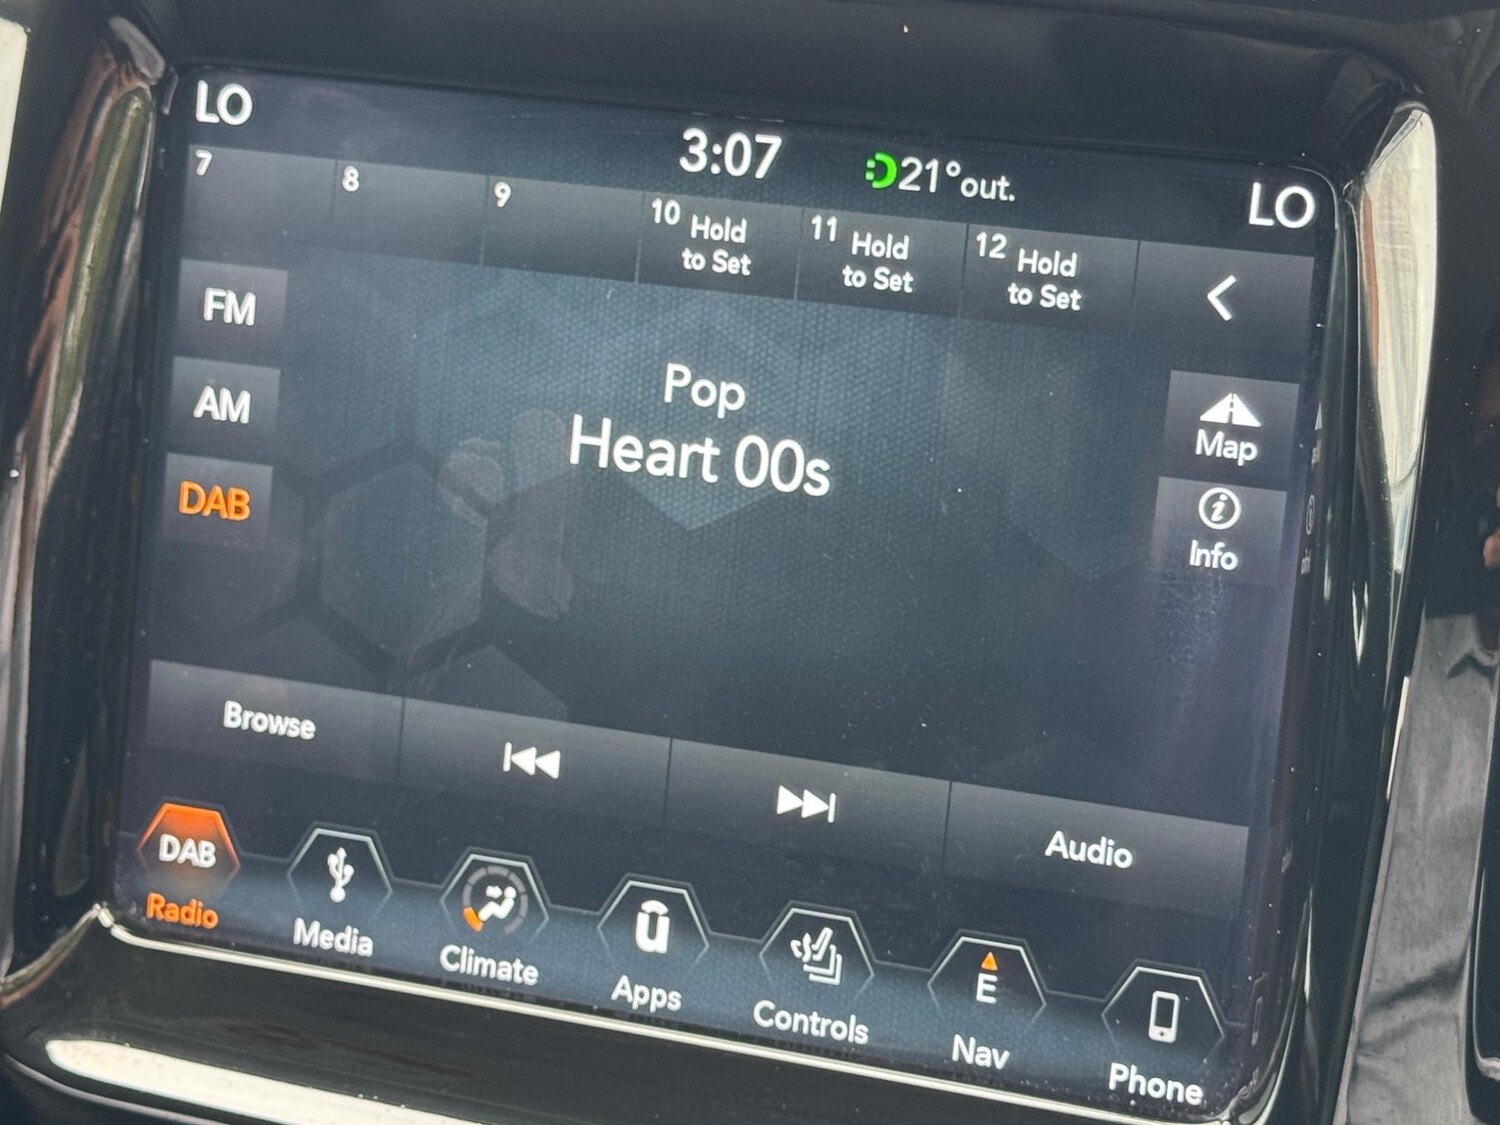 LO
3:07
21°out.
LO
7
8
9
10 Hold
to Set
11 Hold
to Set
12 Hold
to Set
FM
AM
DAB
Pop
Heart 00s
Map
Info
Browse
Audio
DAB
Radio
Media
Climate
Apps
Controls
E
Nav
Phone